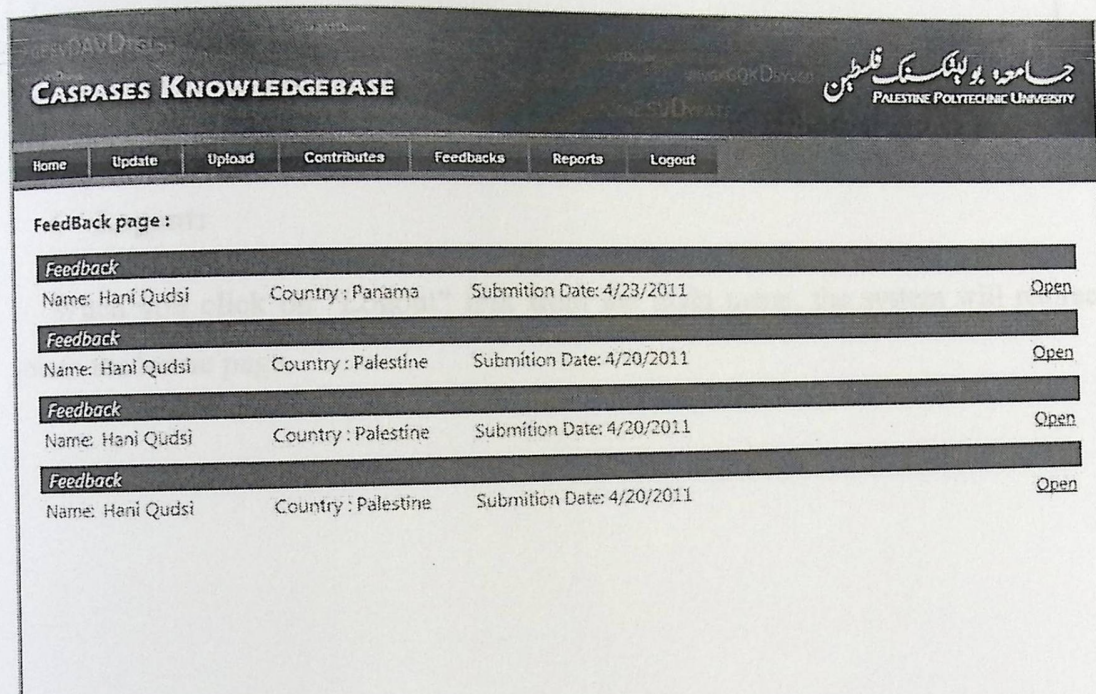 CASPASES KNOWLEDGEBASE
جامعة بوليتكنك فلسطين
PALESTINE POLYTECHNIC UNIVERSITY
Home Update Upload Contributes Feedbacks Reports Logout
FeedBack page :
Feedback
Name: Hani Qudsi Country : Panama Submition Date: 4/23/2011 Open
Feedback
Name: Hani Qudsi Country : Palestine Submition Date: 4/20/2011 Open
Feedback
Name: Hani Qudsi Country : Palestine Submition Date: 4/20/2011 Open
Feedback
Name: Hani Qudsi Country : Palestine Submition Date: 4/20/2011 Open